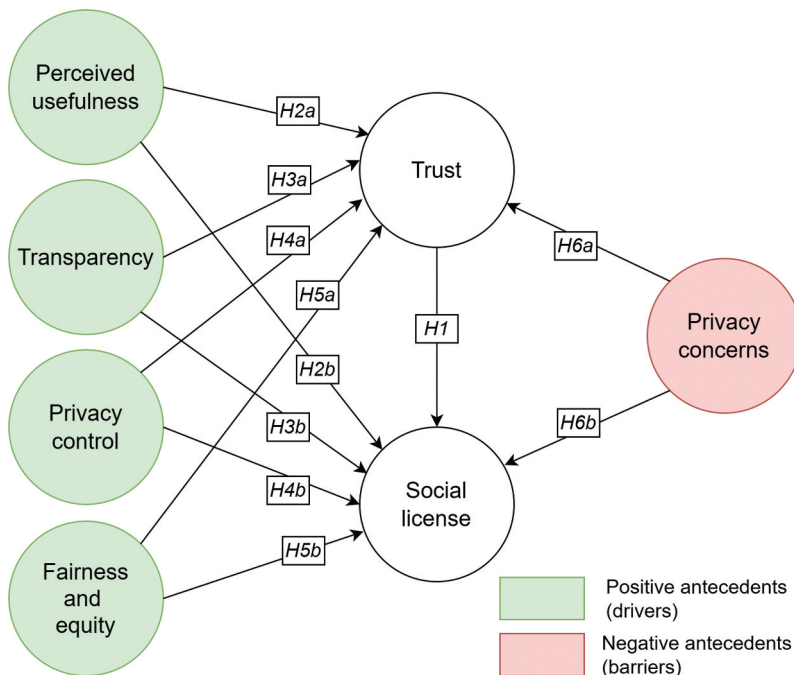 Perceived
usefulness
H2a
Trust
H3a
Transparency
H4a
H6a
H5a
H1
Privacy
concerns
H2b
Privacy
control
H3b
H6b
H4b
Social
license
H5b
Fairness
and
equity
Positive antecedents
(drivers)
Negative antecedents
(barriers)